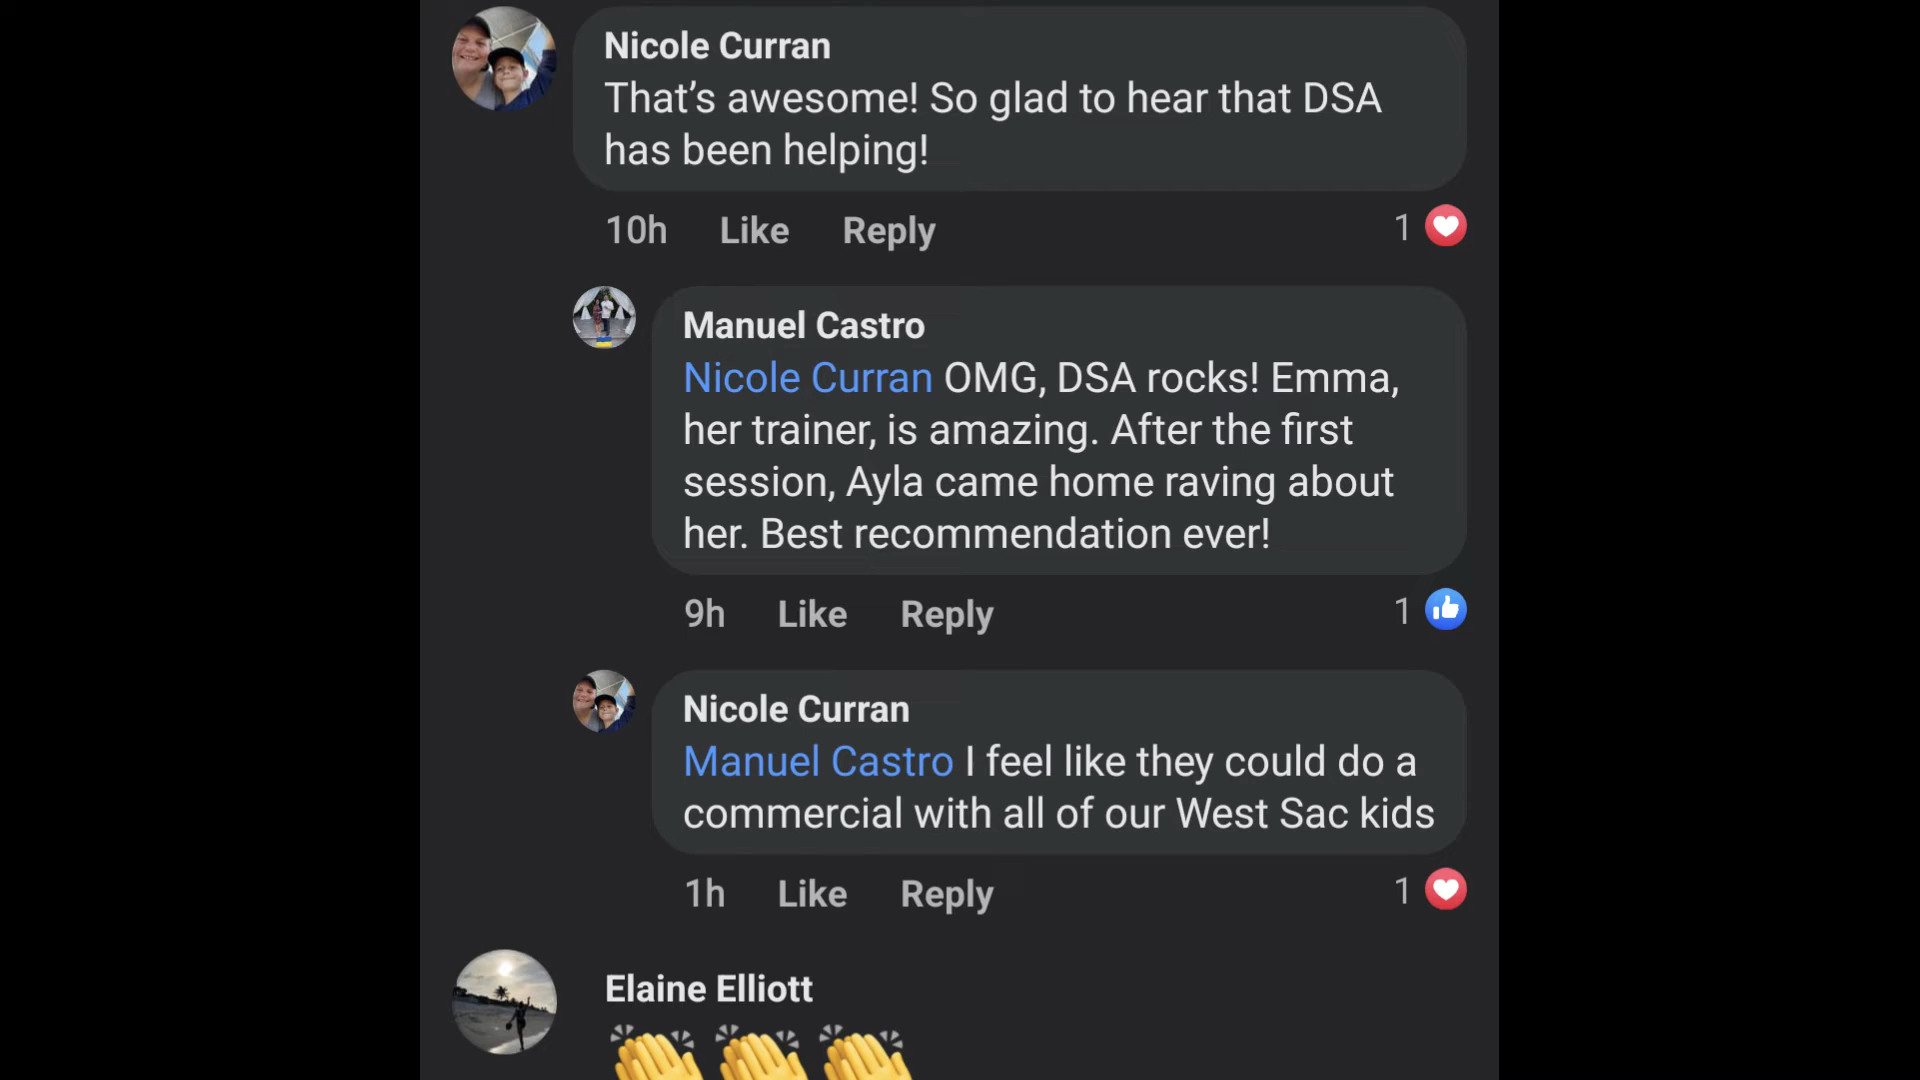 Nicole Curran
That’s awesome! So glad to hear that DSA
has been helping!
10h Like Reply 1
Manuel Castro
Nicole Curran OMG, DSA rocks! Emma,
her trainer, is amazing. After the first
session, Ayla came home raving about
her. Best recommendation ever!
9h Like Reply 1
Nicole Curran
Manuel Castro I feel like they could do a
commercial with all of our West Sac kids
1h Like Reply 1
Elaine Elliott
👏👏👏